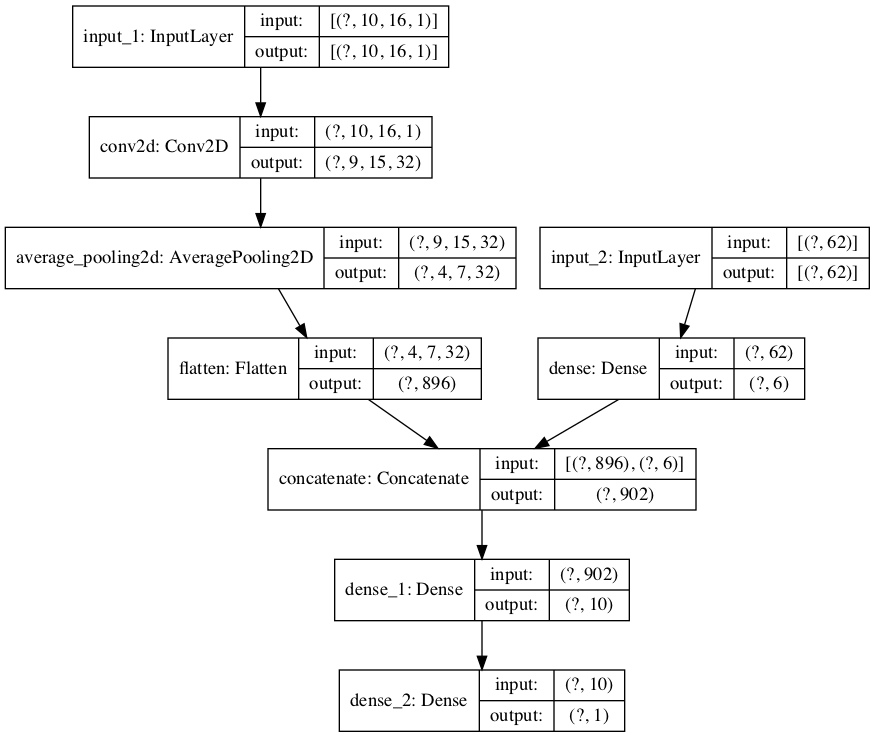 input_1: InputLayer
input: [(?, 10, 16, 1)]
output: [(?, 10, 16, 1)]
conv2d: Conv2D
input: (?, 10, 16, 1)
output: (?, 9, 15, 32)
average_pooling2d: AveragePooling2D
input: (?, 9, 15, 32)
output: (?, 4, 7, 32)
input_2: InputLayer
input: [(?, 62)]
output: [(?, 62)]
flatten: Flatten
input: (?, 4, 7, 32)
output: (?, 896)
dense: Dense
input: (?, 62)
output: (?, 6)
concatenate: Concatenate
input: [(?, 896), (?, 6)]
output: (?, 902)
dense_1: Dense
input: (?, 902)
output: (?, 10)
dense_2: Dense
input: (?, 10)
output: (?, 1)